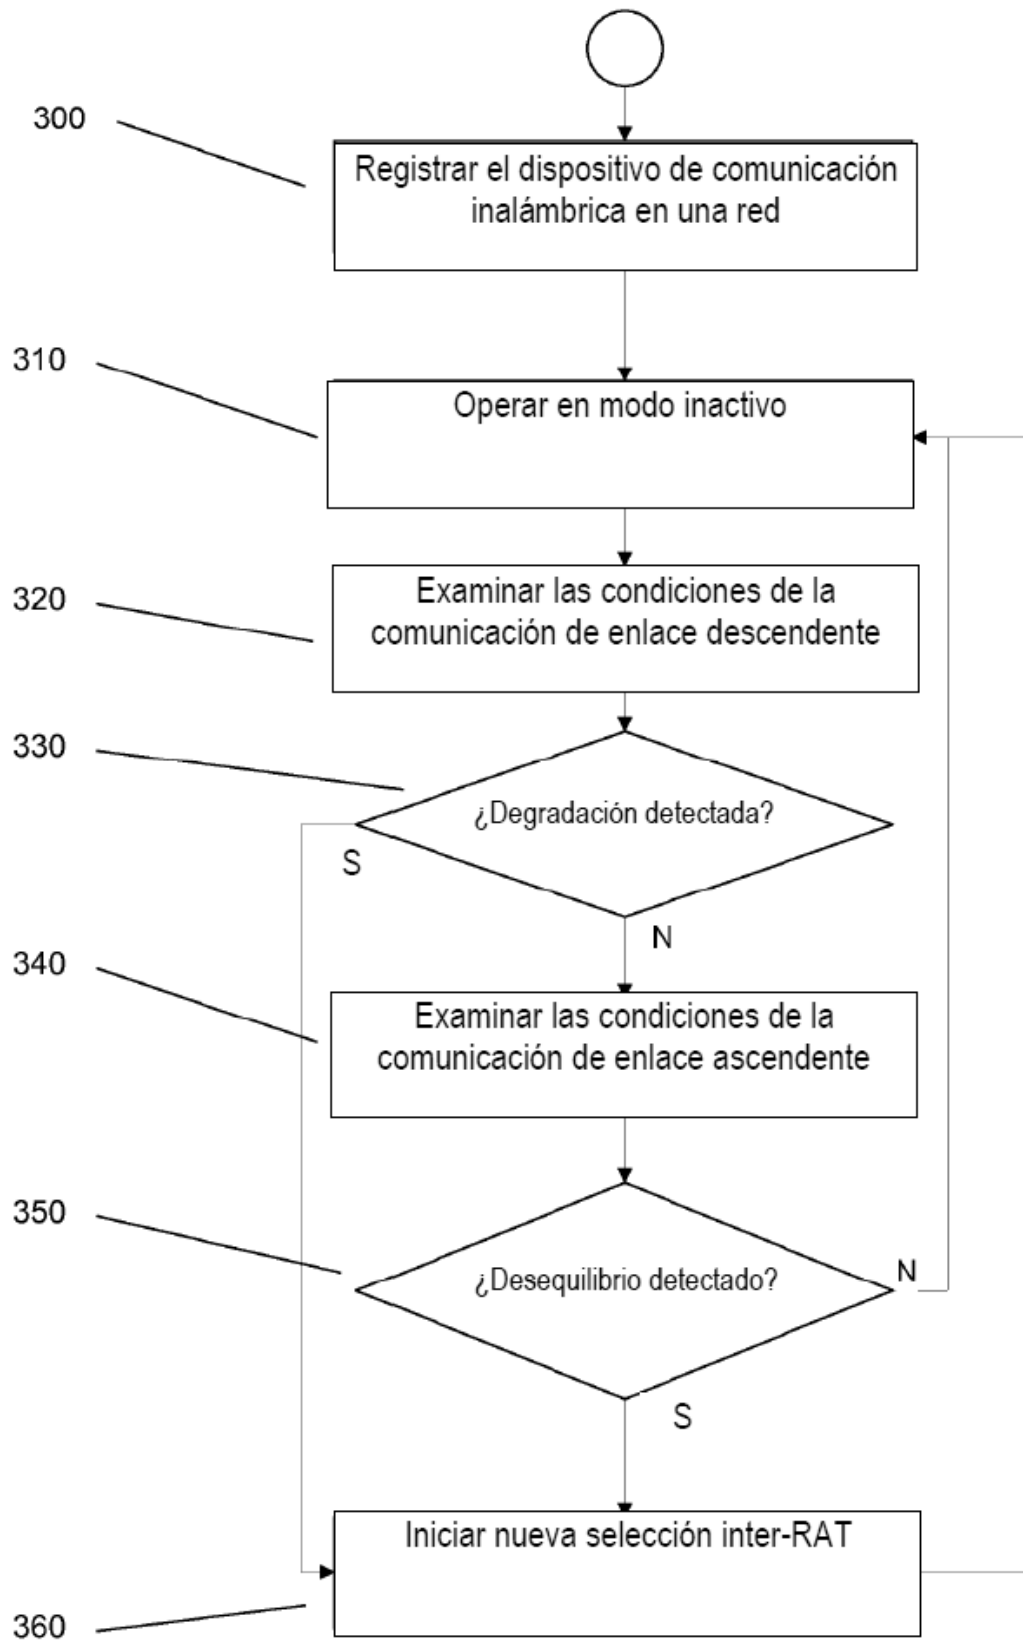 300
Registrar el dispositivo de comunicación
inalámbrica en una red
310
Operar en modo inactivo
320
Examinar las condiciones de la
comunicación de enlace descendente
330
¿Degradación detectada?
S
N
340
Examinar las condiciones de la
comunicación de enlace ascendente
350
¿Desequilibrio detectado?
N
S
Iniciar nueva selección inter-RAT
360